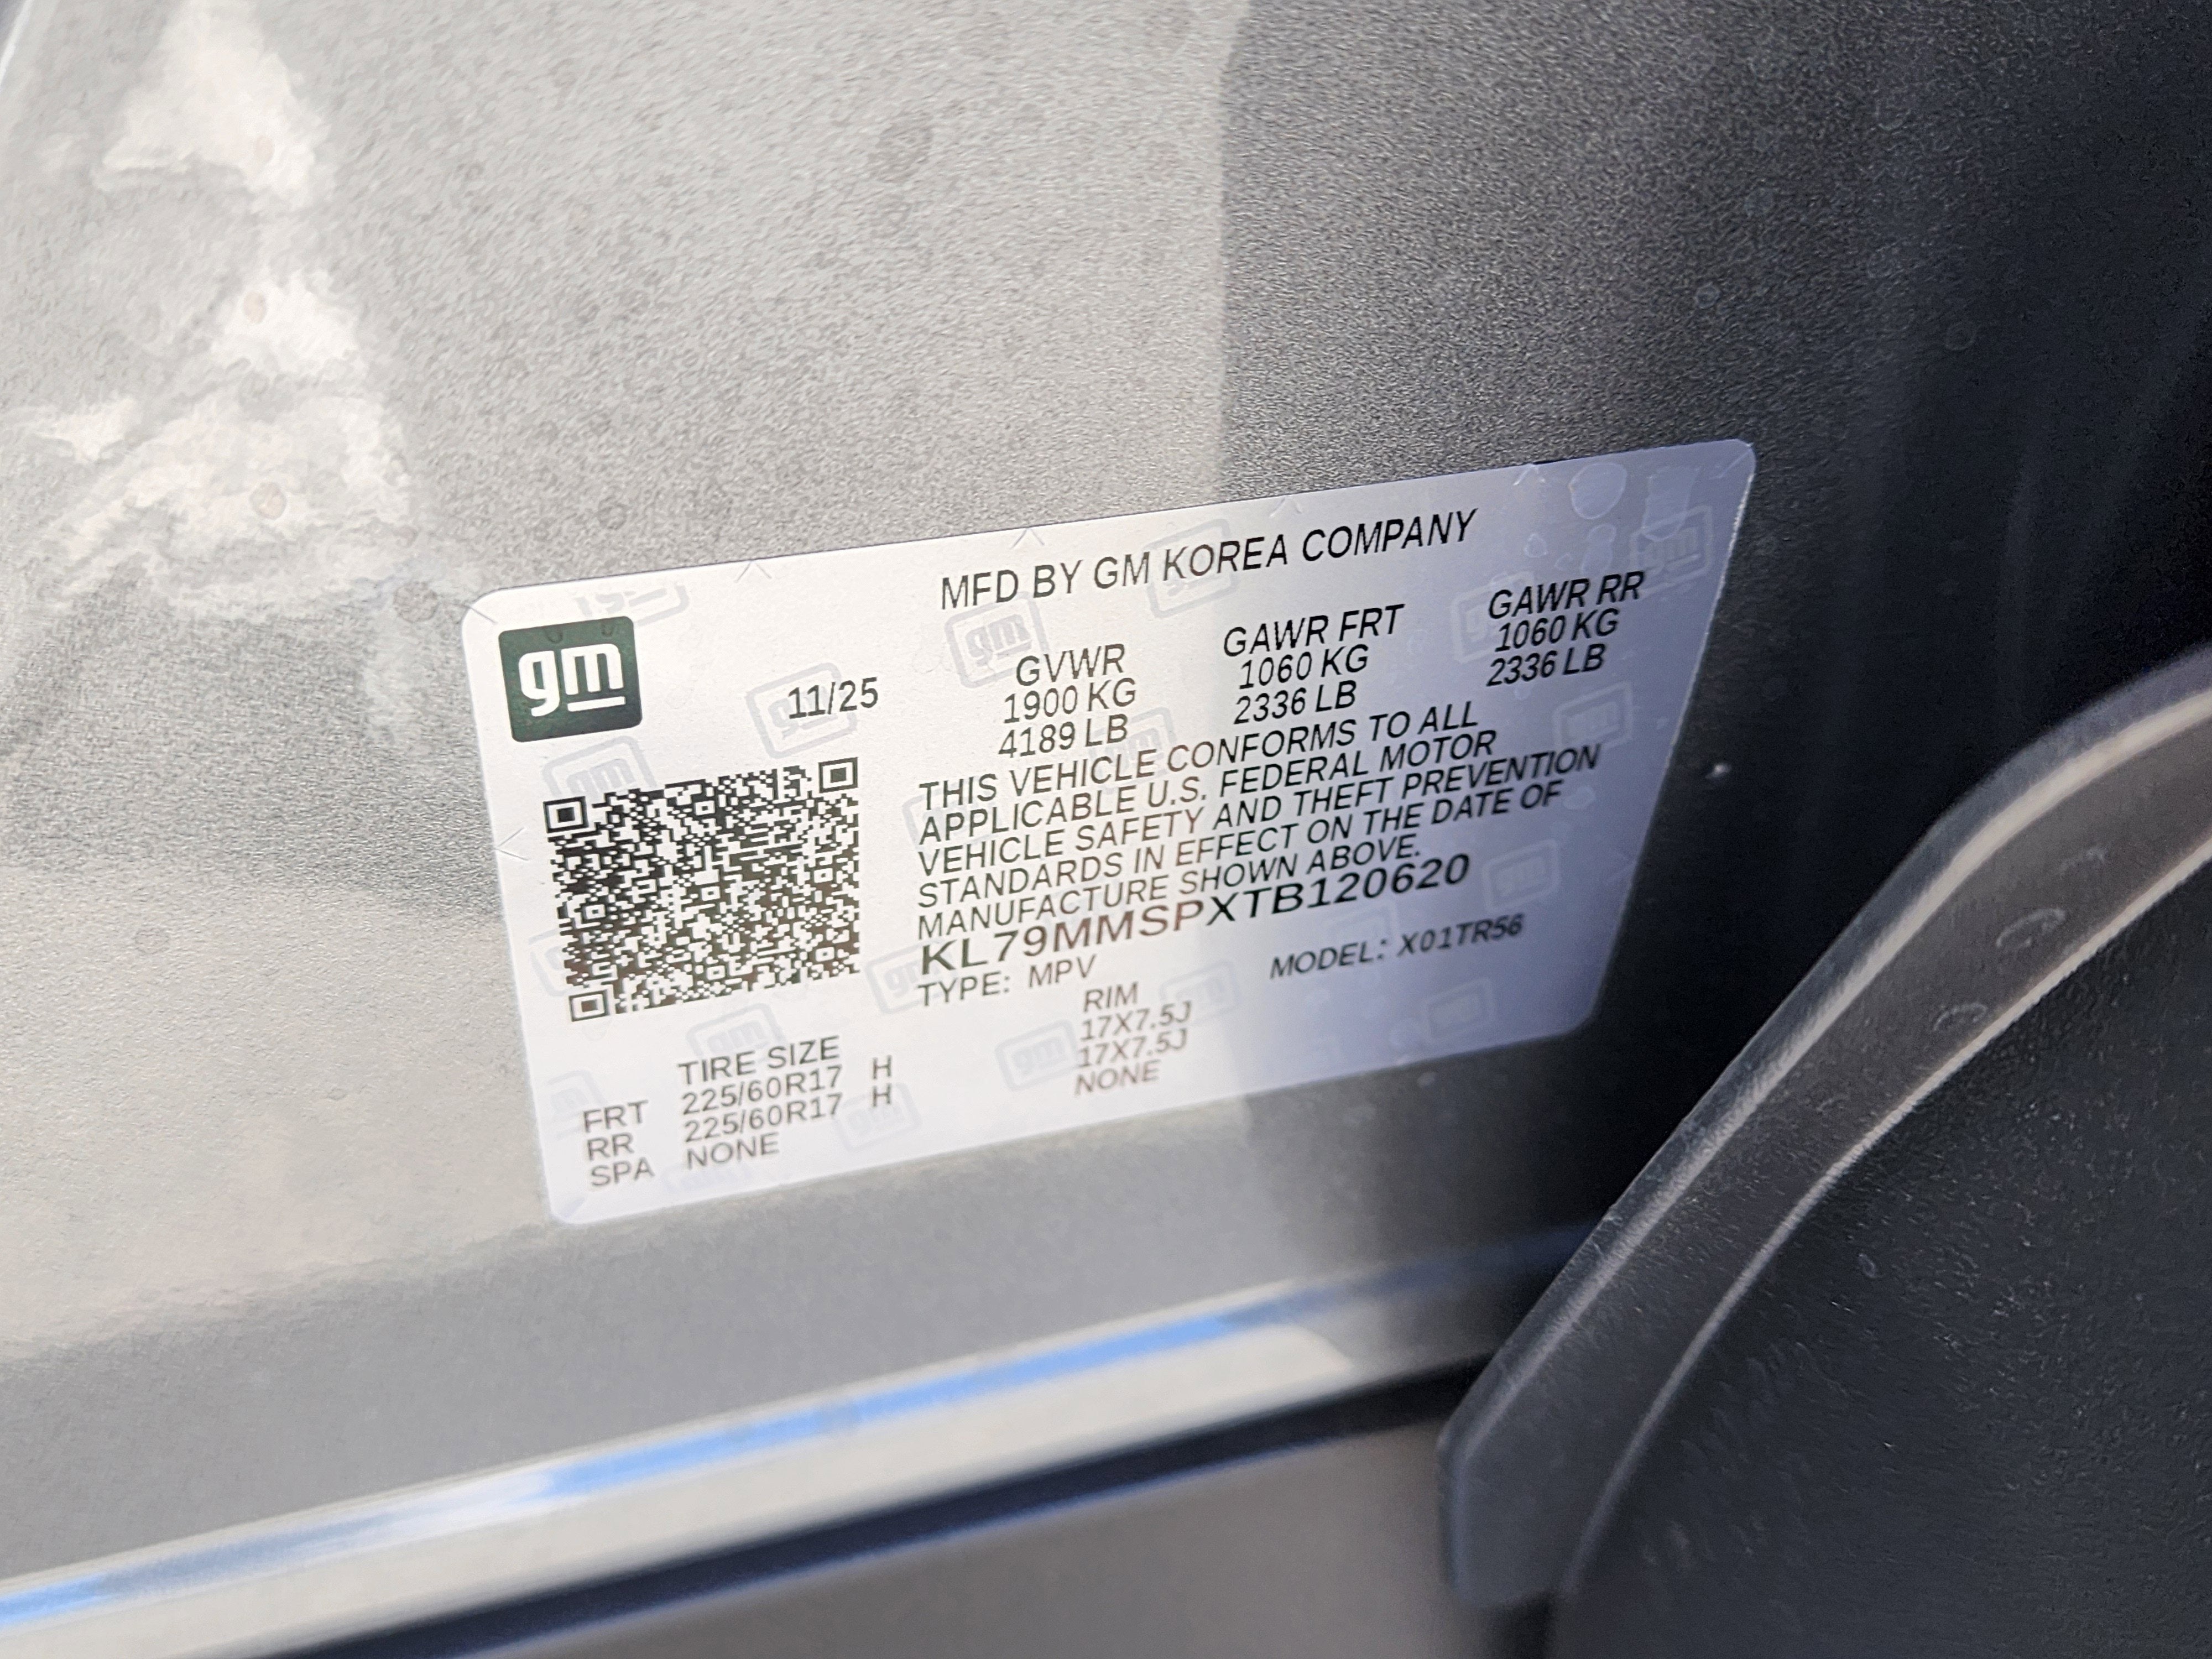 gm
MFD BY GM KOREA COMPANY
11/25
GVWR
1900 KG
4189 LB
GAWR FRT
1060 KG
2336 LB
GAWR RR
1060 KG
2336 LB
THIS VEHICLE CONFORMS TO ALL
APPLICABLE U.S. FEDERAL MOTOR
VEHICLE SAFETY AND THEFT PREVENTION
STANDARDS IN EFFECT ON THE DATE OF
MANUFACTURE SHOWN ABOVE.
KL79MMSPXTB120620
TYPE: MPV MODEL: X01TR56
TIRE SIZE RIM
FRT 225/60R17 H 17X7.5J
RR 225/60R17 H 17X7.5J
SPA NONE NONE